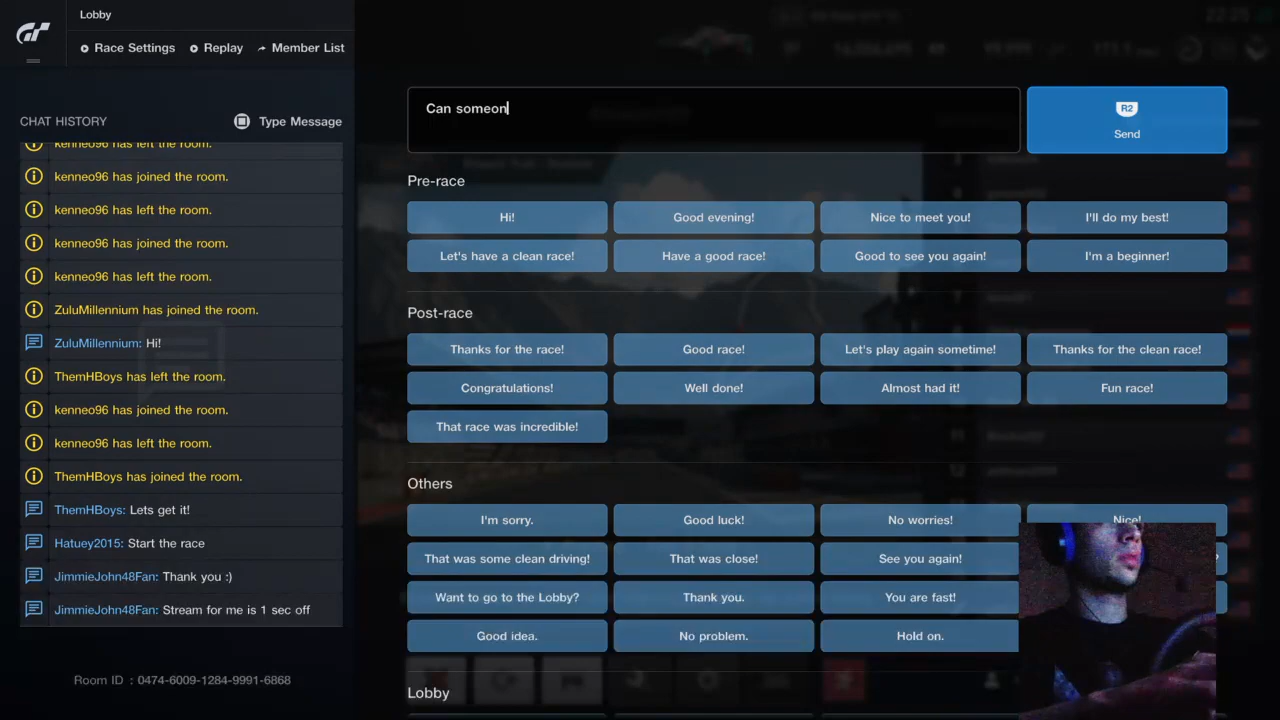 Lobby
Race Settings
Replay
Member List
CHAT HISTORY
Type Message
kenneo96 has left the room.
kenneo96 has joined the room.
kenneo96 has left the room.
kenneo96 has joined the room.
kenneo96 has left the room.
ZuluMillennium has joined the room.
ZuluMillennium: Hi!
ThemHBoys has left the room.
kenneo96 has joined the room.
kenneo96 has left the room.
ThemHBoys has joined the room.
ThemHBoys: Lets get it!
Hatuey2015: Start the race
JimmieJohn48Fan: Thank you :)
JimmieJohn48Fan: Stream for me is 1 sec off
Room ID : 0474-6009-1284-9991-6868
Can someon
R2
Send
Pre-race
Hi!
Good evening!
Nice to meet you!
I'll do my best!
Let's have a clean race!
Have a good race!
Good to see you again!
I'm a beginner!
Post-race
Thanks for the race!
Good race!
Let's play again sometime!
Thanks for the clean race!
Congratulations!
Well done!
Almost had it!
Fun race!
That race was incredible!
Others
I'm sorry.
Good luck!
No worries!
Nice!
That was some clean driving!
That was close!
See you again!
Want to go to the Lobby?
Thank you.
You are fast!
Good idea.
No problem.
Hold on.
Lobby